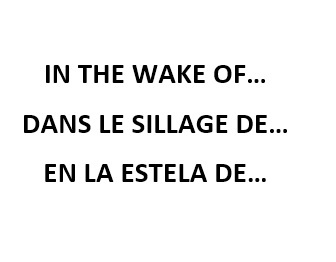 IN THE WAKE OF…
DANS LE SILLAGE DE…
EN LA ESTELA DE…